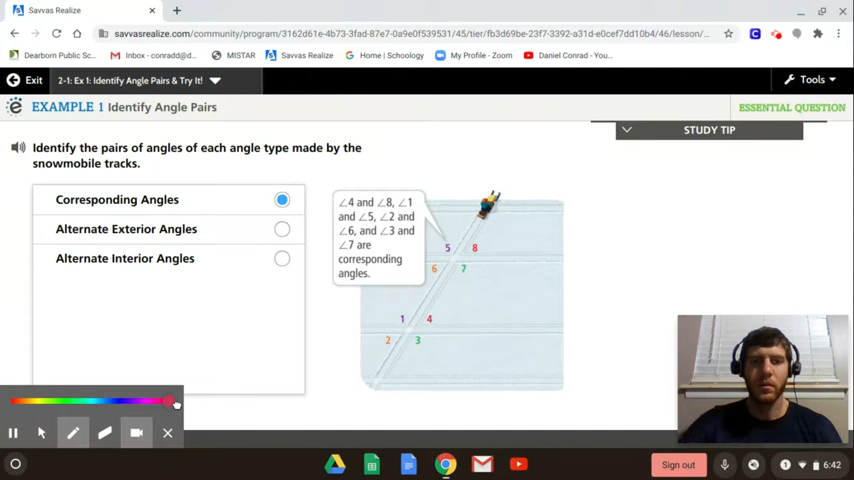 Savvas Realize
savvasrealize.com/community/program/3162d61e-4b73-3fad-87e7-0a9e0f539531/45/tier/fb3d69be-23f7-3392-a31d-e0cef7dd10b4/46/lesson/...
Dearborn Public Sc...
Inbox - conradd@d...
MISTAR
Savvas Realize
Home | Schoology
My Profile - Zoom
Daniel Conrad - You...
Exit
2-1: Ex 1: Identify Angle Pairs & Try It!
Tools
e EXAMPLE 1 Identify Angle Pairs
ESSENTIAL QUESTION
STUDY TIP
Identify the pairs of angles of each angle type made by the
snowmobile tracks.
Corresponding Angles
Alternate Exterior Angles
Alternate Interior Angles
∠4 and ∠8, ∠1
and ∠5, ∠2 and
∠6, and ∠3 and
∠7 are
corresponding
angles.
5 8
6 7
1 4
2 3
Sign out
1
6:42